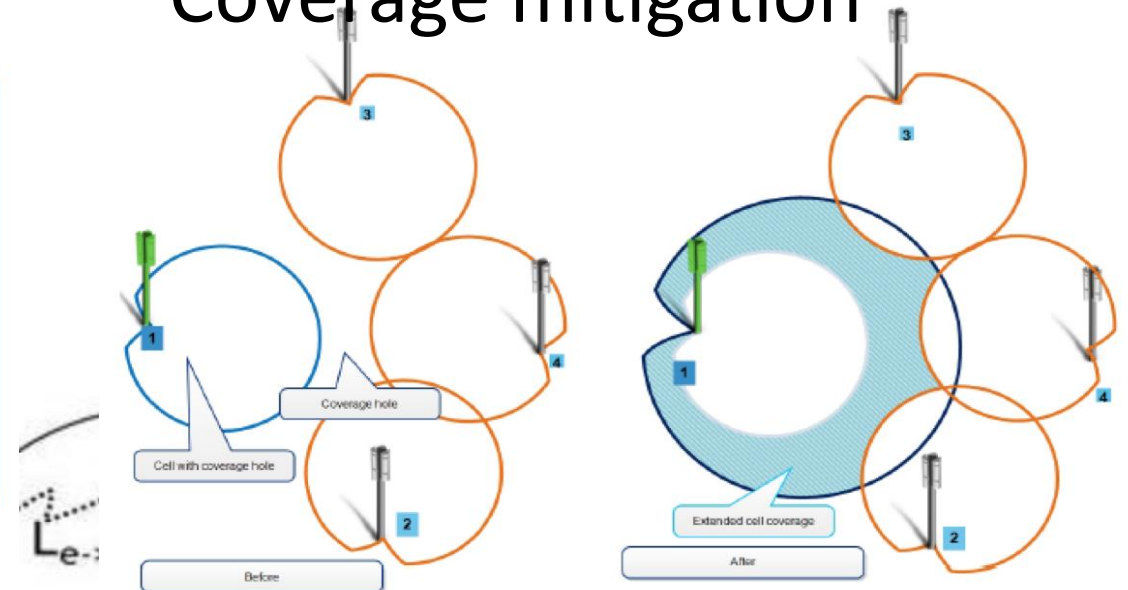 Coverage mitigation
3
1
4
Coverage hole
Cell with coverage hole
2
Before
3
1
4
Extended cell coverage
2
After
Le-